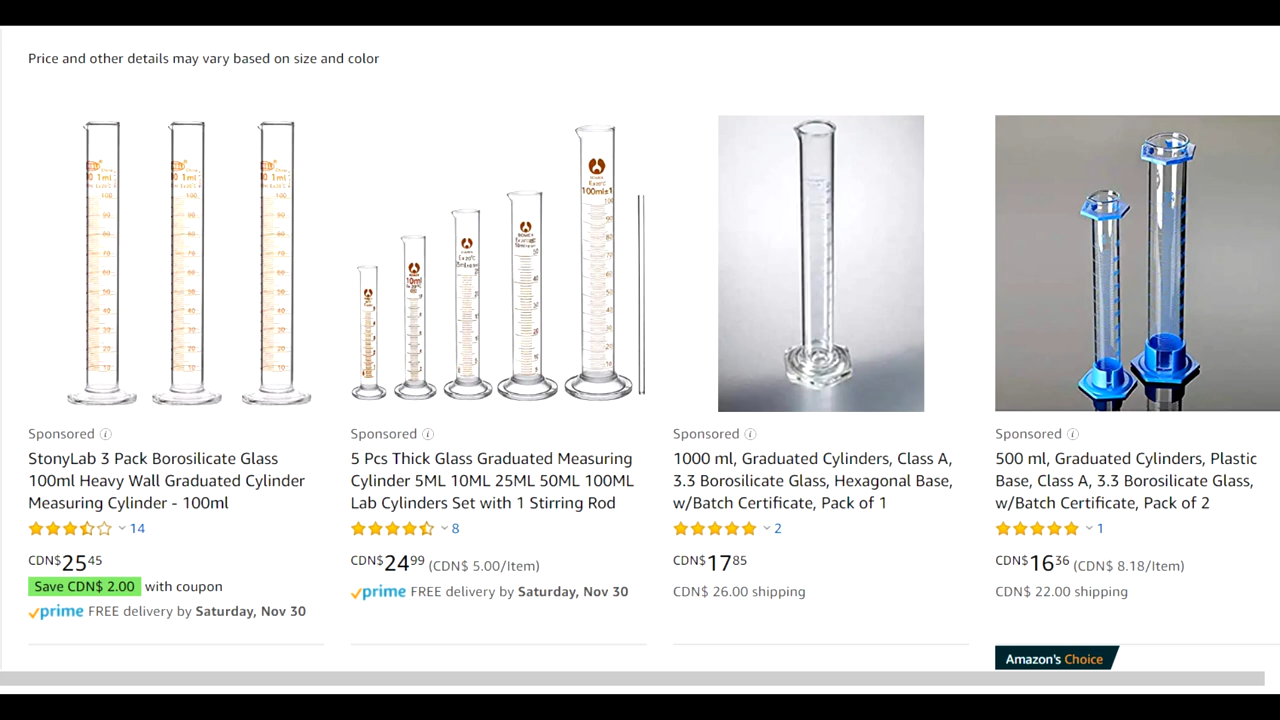 Price and other details may vary based on size and color
Sponsored
StonyLab 3 Pack Borosilicate Glass
100ml Heavy Wall Graduated Cylinder
Measuring Cylinder - 100ml
14
CDN$25.45
Save CDN$ 2.00 with coupon
prime FREE delivery by Saturday, Nov 30
Sponsored
5 Pcs Thick Glass Graduated Measuring
Cylinder 5ML 10ML 25ML 50ML 100ML
Lab Cylinders Set with 1 Stirring Rod
8
CDN$24.99 (CDN$ 5.00/Item)
prime FREE delivery by Saturday, Nov 30
Sponsored
1000 ml, Graduated Cylinders, Class A,
3.3 Borosilicate Glass, Hexagonal Base,
w/Batch Certificate, Pack of 1
2
CDN$17.85
CDN$ 26.00 shipping
Sponsored
500 ml, Graduated Cylinders, Plastic
Base, Class A, 3.3 Borosilicate Glass,
w/Batch Certificate, Pack of 2
1
CDN$16.36 (CDN$ 8.18/Item)
CDN$ 22.00 shipping
Amazon's Choice